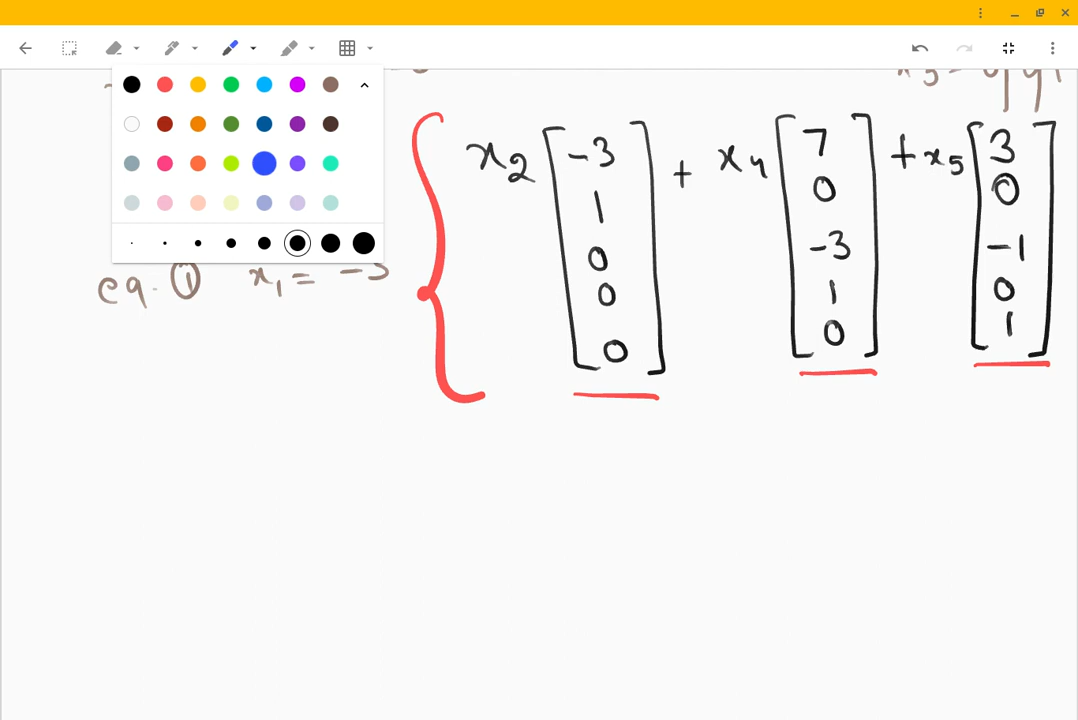 x₂ [-3 1 0 0 0] + x₄ [7 0 -3 1 0] + x₅ [3 0 -1 0 1]
eq. ① x₁ = -3